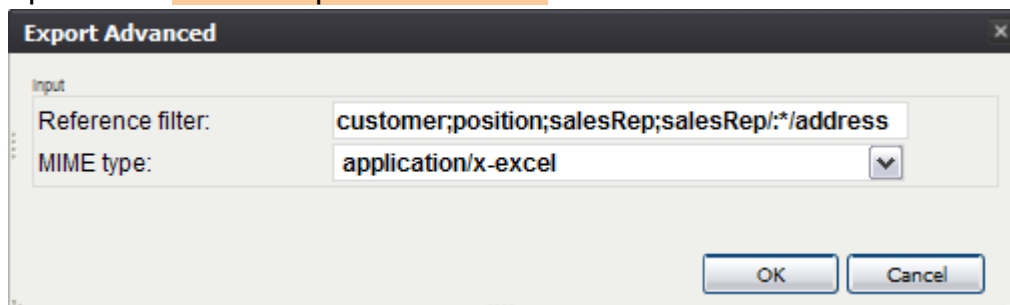 Export Advanced
Input
Reference filter: customer;position;salesRep;salesRep/:*/address
MIME type: application/x-excel
OK Cancel